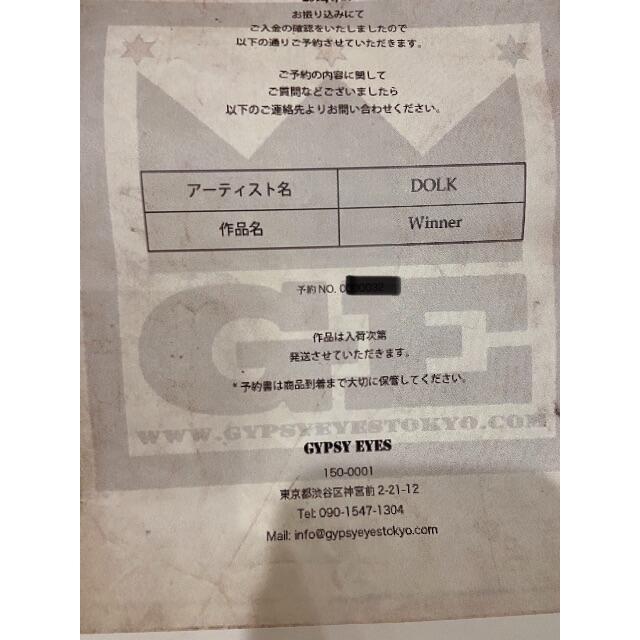 お振り込みにて
ご入金の確認をいたしましたので
以下の通りご予約させていただきます。
ご予約の内容に関して
ご質問などございましたら
以下のご連絡先よりお問い合わせください。
アーティスト名 DOLK
作品名 Winner
予約NO.
作品は入荷次第
発送させていただきます。
*予約書は商品到着まで大切に保管してください。
GE
WWW.GYPSYEYESTOKYO.COM
GYPSY EYES
150-0001
東京都渋谷区神宮前 2-21-12
Tel: 090-1547-1304
Mail: info@gypsyeyestokyo.com